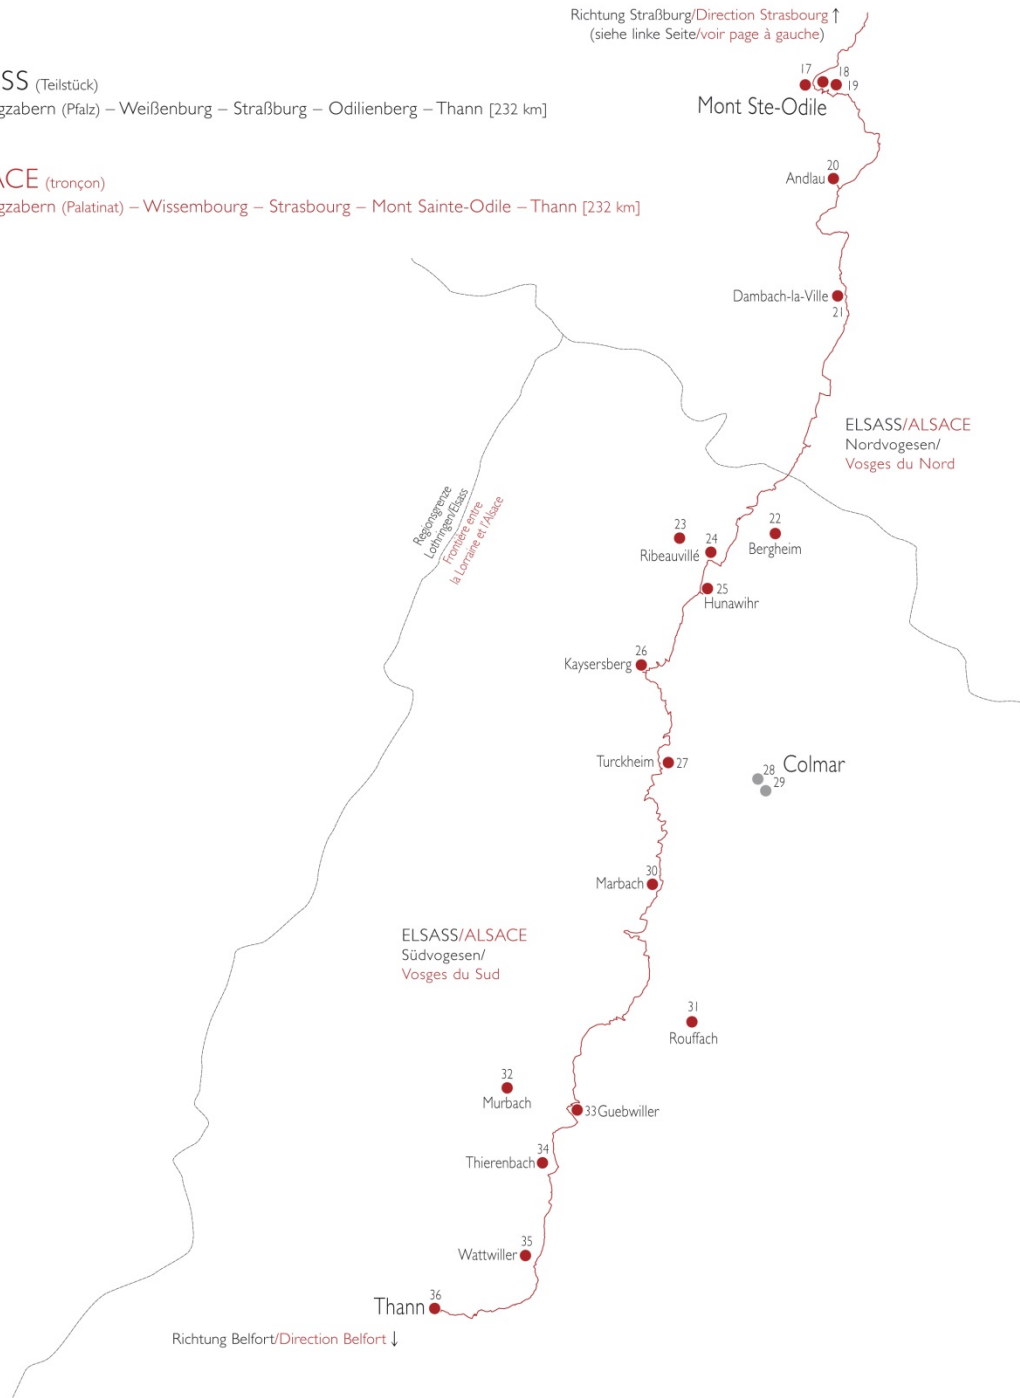 Richtung Straßburg/Direction Strasbourg ↑
(siehe linke Seite/voir page à gauche)
SS (Teilstück)
gzabern (Pfalz) – Weißenburg – Straßburg – Odilienberg – Thann [232 km]
ACE (tronçon)
gzabern (Palatinat) – Wissembourg – Strasbourg – Mont Sainte-Odile – Thann [232 km]
17
18
19
Mont Ste-Odile
20
Andlau
Dambach-la-Ville
21
ELSASS/ALSACE
Nordvogesen/
Vosges du Nord
Regionsgrenze
Lothringen/Elsass
Frontière entre
la Lorraine et l'Alsace
22
Bergheim
23
24
Ribeauvillé
25
Hunawihr
26
Kaysersberg
Turckheim
27
28
29
Colmar
30
Marbach
ELSASS/ALSACE
Südvogesen/
Vosges du Sud
31
Rouffach
32
Murbach
33 Guebwiller
34
Thierenbach
35
Wattwiller
36
Thann
Richtung Belfort/Direction Belfort ↓